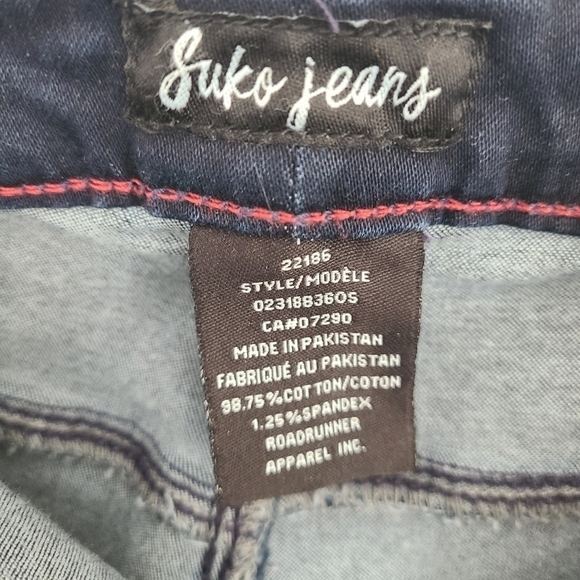 Suko jeans
22186
STYLE/MODÈLE
02318B36OS
CA#07290
MADE IN PAKISTAN
FABRIQUÉ AU PAKISTAN
98.75%COTTON/COTON
1.25%SPANDEX
ROADRUNNER
APPAREL INC.